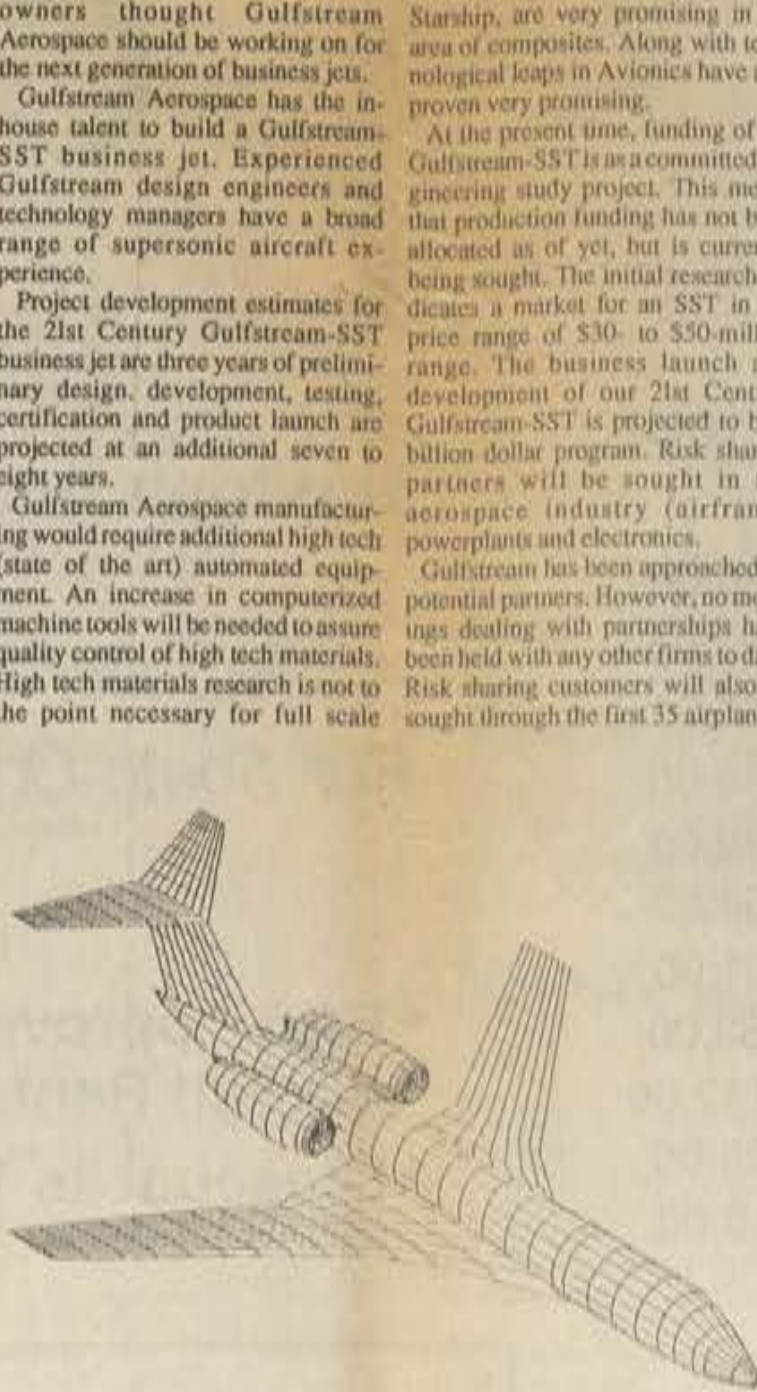 owners thought Gulfstream
Aerospace should be working on for
the next generation of business jets.
Gulfstream Aerospace has the in-
house talent to build a Gulfstream-
SST business jet. Experienced
Gulfstream design engineers and
technology managers have a broad
range of supersonic aircraft ex-
perience.
Project development estimates for
the 21st Century Gulfstream-SST
business jet are three years of prelimi-
nary design, development, testing,
certification and product launch are
projected at an additional seven to
eight years.
Gulfstream Aerospace manufactur-
ing would require additional high tech
(state of the art) automated equip-
ment. An increase in computerized
machine tools will be needed to assure
quality control of high tech materials.
High tech materials research is not to
the point necessary for full scale
Starship, are very promising in
area of composites. Along with
nological leaps in Avionics have
proven very promising.
At the present time, funding of
Gulfstream-SST is as a committed
gineering study project. This
that production funding has not
allocated as of yet, but is
being sought. The initial research
dicates a market for an SST in
price range of $30- to
range. The business launch
development of our 21st
Gulfstream-SST is projected to
billion dollar program. Risk
partners will be sought in
aerospace industry
powerplants and electronics.
Gulfstream has been approached
potential partners. However, no
ings dealing with partnerships
been held with any other firms to
Risk sharing customers will also
sought through the first 35